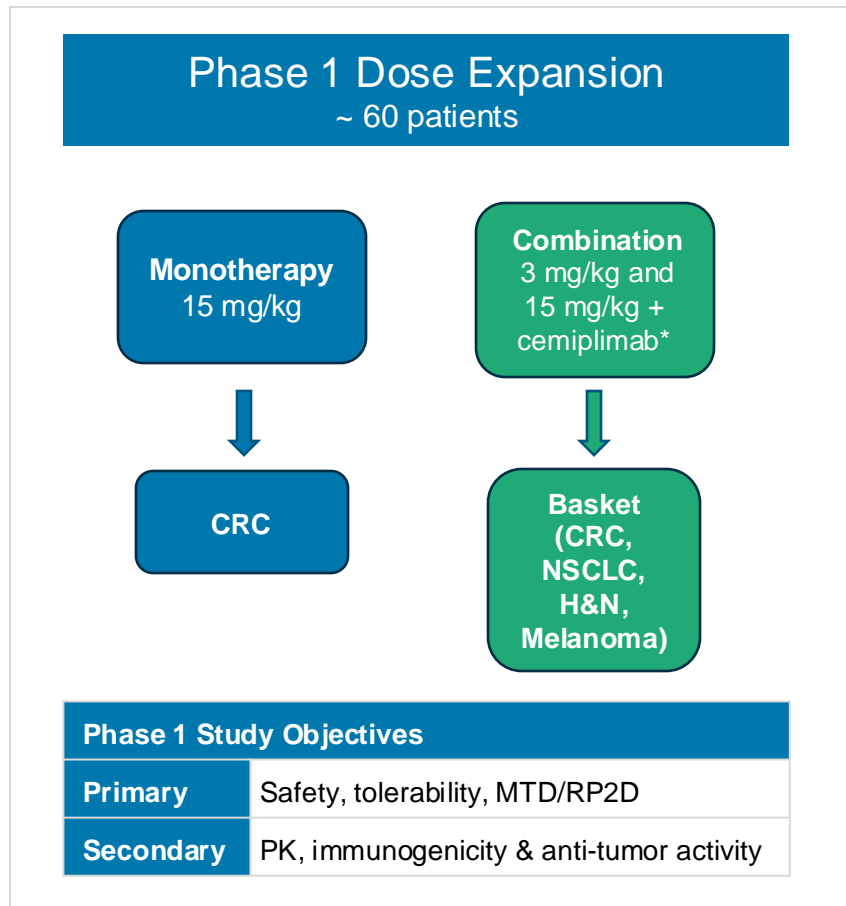 Phase 1 Dose Expansion
~ 60 patients
Monotherapy
15 mg/kg
Combination
3 mg/kg and
15 mg/kg +
cemiplimab*
CRC
Basket
(CRC,
NSCLC,
H&N,
Melanoma)
Phase 1 Study Objectives
Primary Safety, tolerability, MTD/RP2D
Secondary PK, immunogenicity & anti-tumor activity